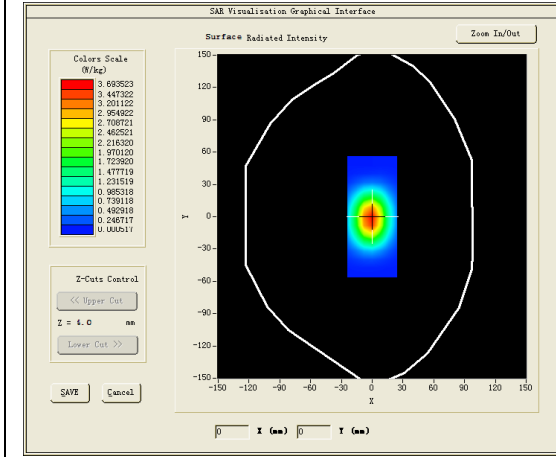 SAR Visualisation Graphical Interface
Surface Radiated Intensity
Zoom In/Out
Colors Scale
(W/kg)
3.693523
3.447322
3.201122
2.954922
2.708721
2.462521
2.216320
1.970120
1.723920
1.477719
1.231519
0.985318
0.739118
0.492918
0.246717
0.000517
150
120
90
60
30
0
-30
-60
-90
-120
-150
Y
-150 -120 -90 -60 -30 0 30 60 90 120 150
X
Z-Cuts Control
<< Upper Cut
Z = 4.0 mm
Lower Cut >>
SAVE Cancel
0 X (mm) 0 Y (mm)